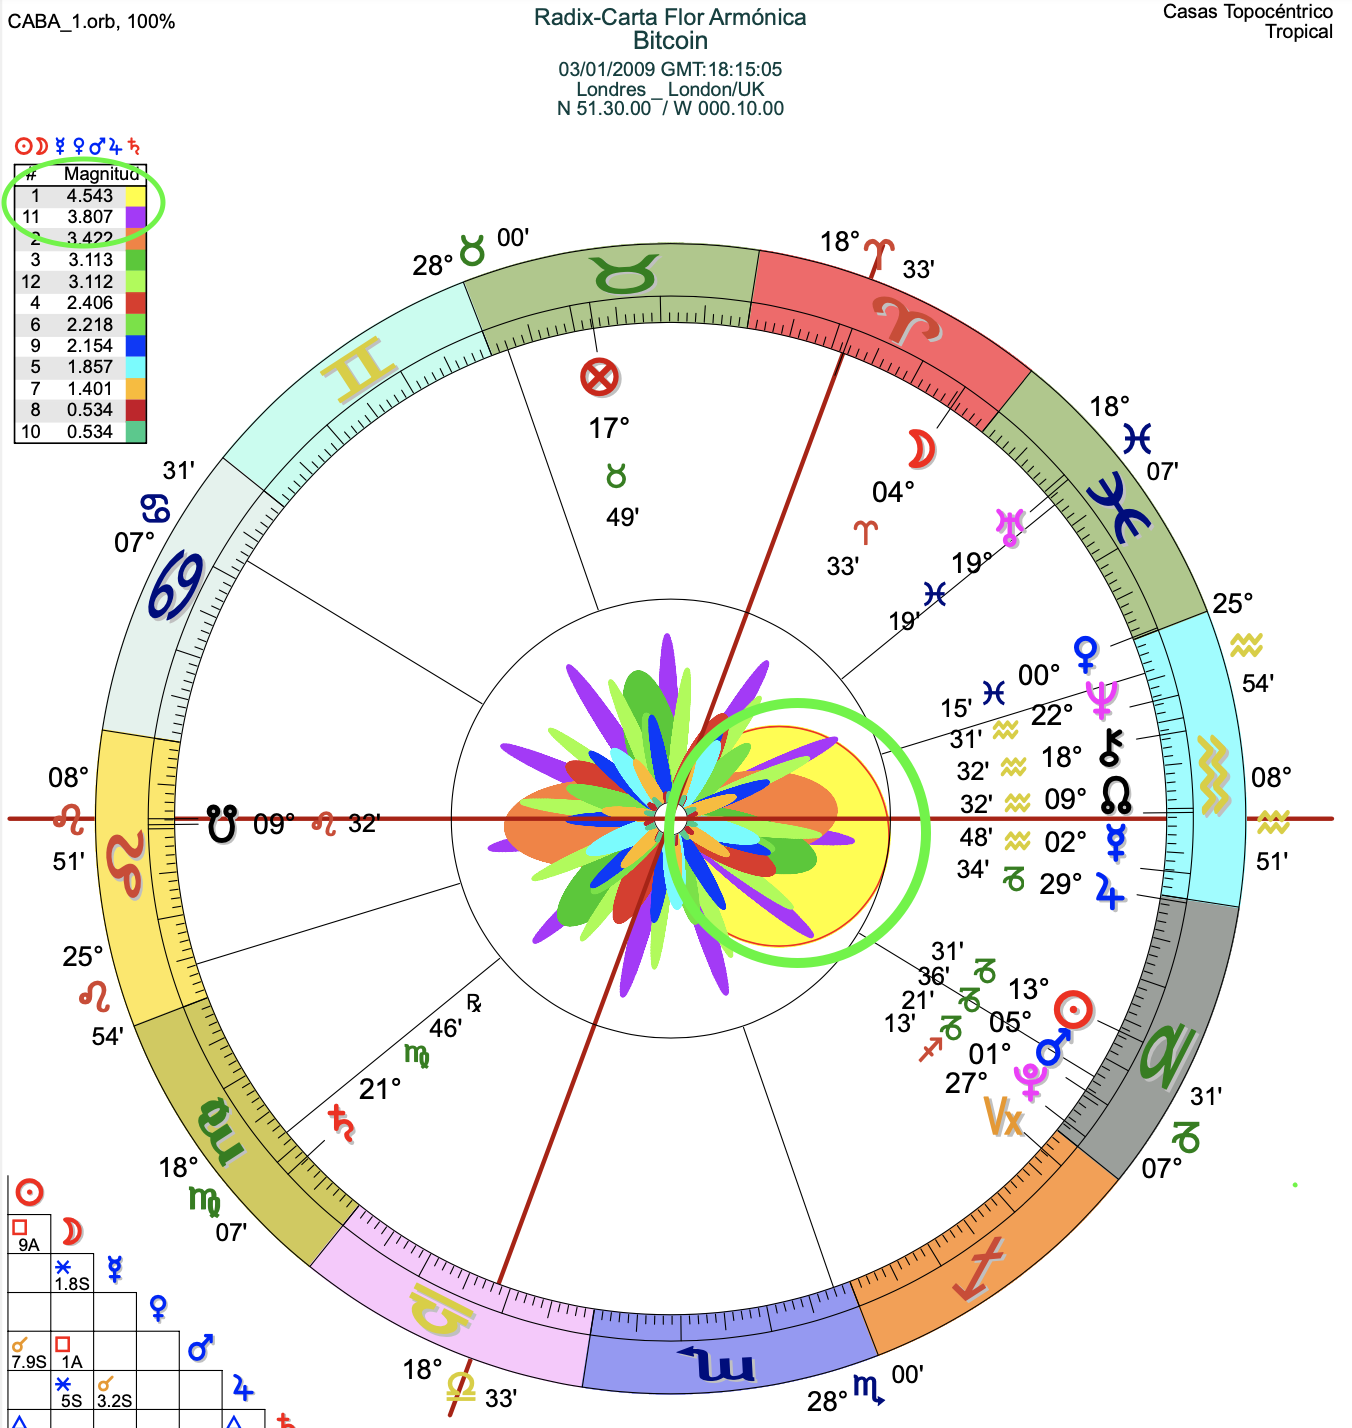 CABA_1.orb, 100%
Radix-Carta Flor Armónica
Bitcoin
03/01/2009 GMT:18:15:05
Londres _ London/UK
N 51.30.00 / W 000.10.00
Casas Topocéntrico
Tropical
# Magnitud
1 4.543
11 3.807
2 3.422
3 3.113
12 3.112
4 2.406
6 2.218
9 2.154
5 1.857
7 1.401
8 0.534
10 0.534
28° ♉ 00'
18° ♈ 33'
18° ♓ 07'
25° ♒ 54'
08° ♒ 51'
31' ♑ 07°
28° ♏ 00'
18° ♎ 33'
18° ♍ 07'
25° ♌ 54'
08° ♌ 51'
31' ♋ 07°
⊗ 17° ♉ 49'
☽ 04° ♈ 33'
♅ 19° ♓ 19'
♀ 00° ♓ 15'
♆ 22° ♒ 31'
⚷ 18° ♒ 32'
☊ 09° ♒ 32'
☿ 02° ♒ 48'
♃ 29° ♑ 34'
☉ 13° ♑ 31'
♂ 05° ♑ 36'
♇ 01° ♑ 21'
Vx 27° ♐ 13'
♄ 21° ♍ 46' ℞
☋ 09° ♌ 32'
9A
1.8S
7.9S 1A
5S 3.2S